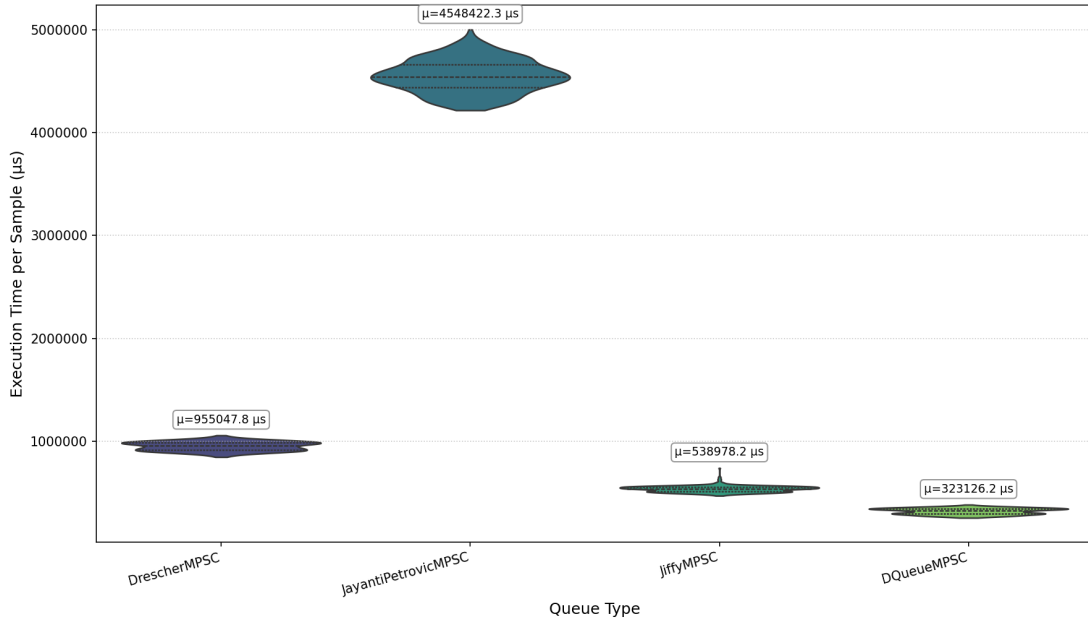 μ=4548422.3 μs
5000000
4000000
3000000
2000000
1000000
Execution Time per Sample (μs)
μ=955047.8 μs
μ=538978.2 μs
μ=323126.2 μs
DrescherMPSC
JayantiPetrovicMPSC
JiffyMPSC
DQueueMPSC
Queue Type